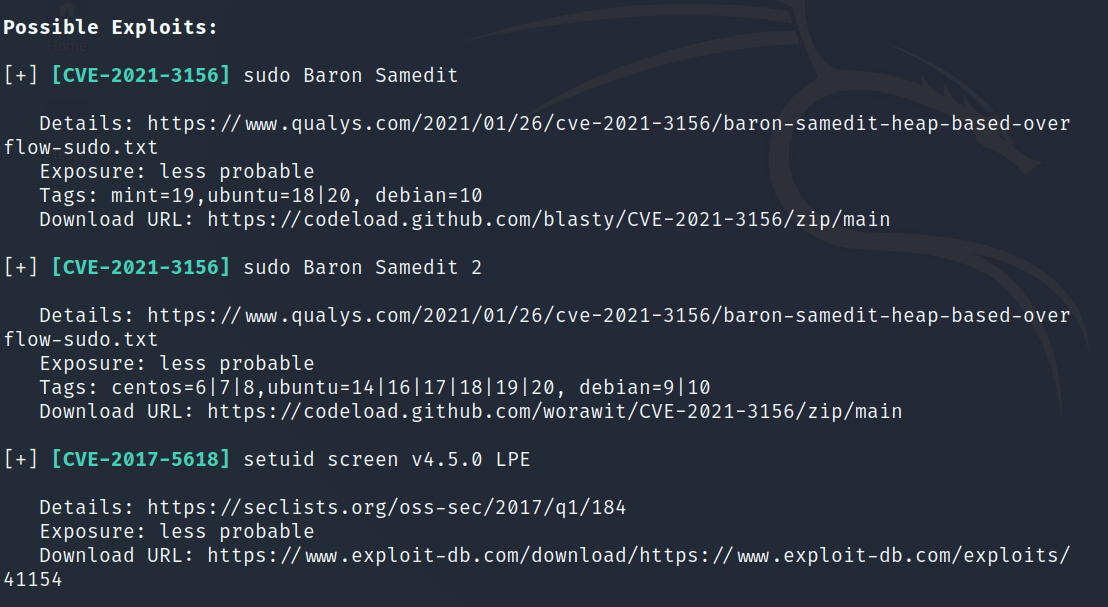 Possible Exploits:
[+] [CVE-2021-3156] sudo Baron Samedit
Details: https://www.qualys.com/2021/01/26/cve-2021-3156/baron-samedit-heap-based-over
flow-sudo.txt
Exposure: less probable
Tags: mint=19,ubuntu=18|20, debian=10
Download URL: https://codeload.github.com/blasty/CVE-2021-3156/zip/main
[+] [CVE-2021-3156] sudo Baron Samedit 2
Details: https://www.qualys.com/2021/01/26/cve-2021-3156/baron-samedit-heap-based-over
flow-sudo.txt
Exposure: less probable
Tags: centos=6|7|8,ubuntu=14|16|17|18|19|20, debian=9|10
Download URL: https://codeload.github.com/worawit/CVE-2021-3156/zip/main
[+] [CVE-2017-5618] setuid screen v4.5.0 LPE
Details: https://seclists.org/oss-sec/2017/q1/184
Exposure: less probable
Download URL: https://www.exploit-db.com/download/https://www.exploit-db.com/exploits/
41154